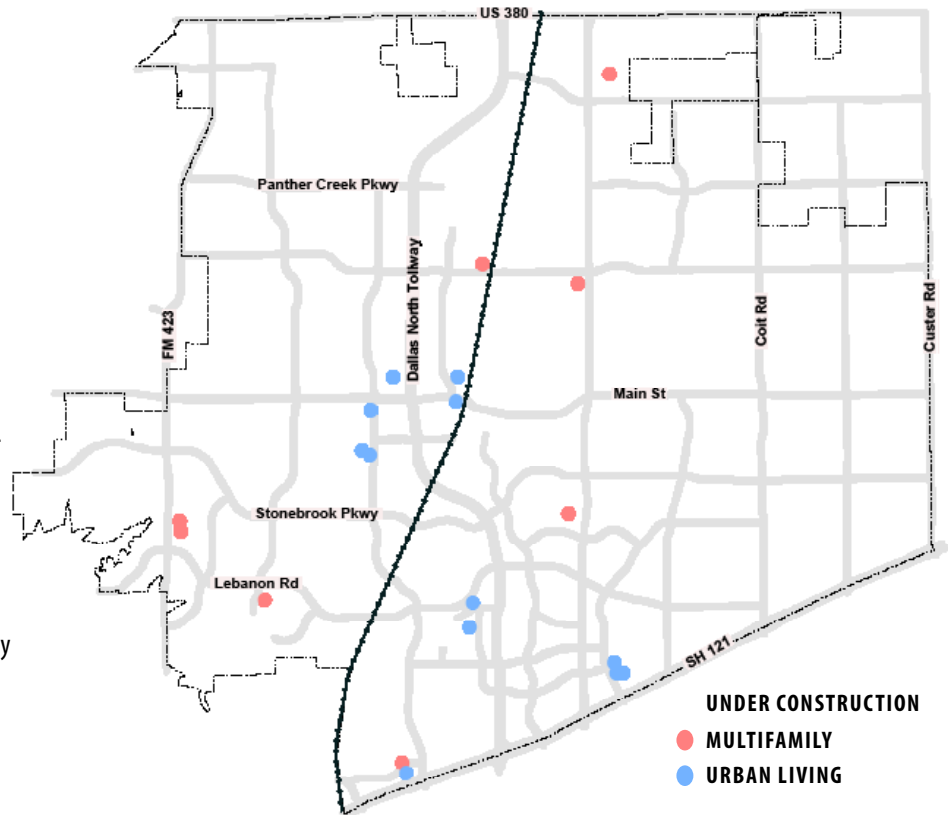 US 380
Panther Creek Pkwy
Dallas North Tollway
FM 423
Coit Rd
Custer Rd
Main St
Stonebrook Pkwy
Lebanon Rd
y
SH 121
UNDER CONSTRUCTION
MULTIFAMILY
URBAN LIVING